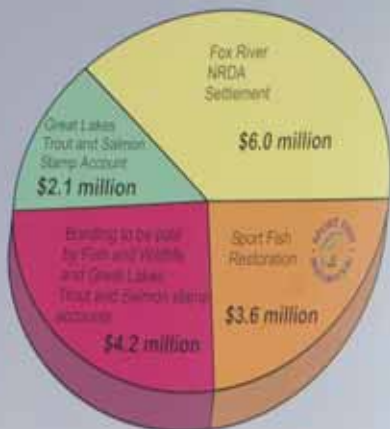 Fox River
NRDA
Settlement
$6.0 million
Great Lakes
Trout and Salmon
Stamp Account
$2.1 million
Bonding to be paid
by Fish and Wildlife
and Great Lakes
Trout and Salmon stamp
accounts
$4.2 million
Sport Fish
Restoration
$3.6 million